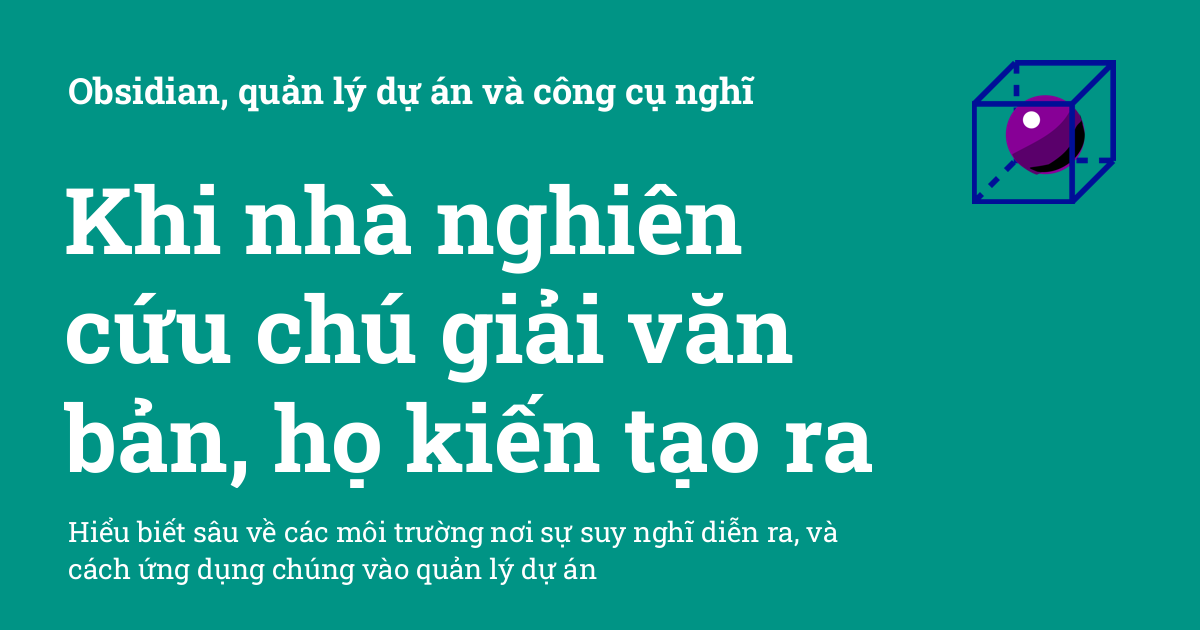 Obsidian, quản lý dự án và công cụ nghĩ
Khi nhà nghiên
cứu chú giải văn
bản, họ kiến tạo ra
Hiểu biết sâu về các môi trường nơi sự suy nghĩ diễn ra, và
cách ứng dụng chúng vào quản lý dự án